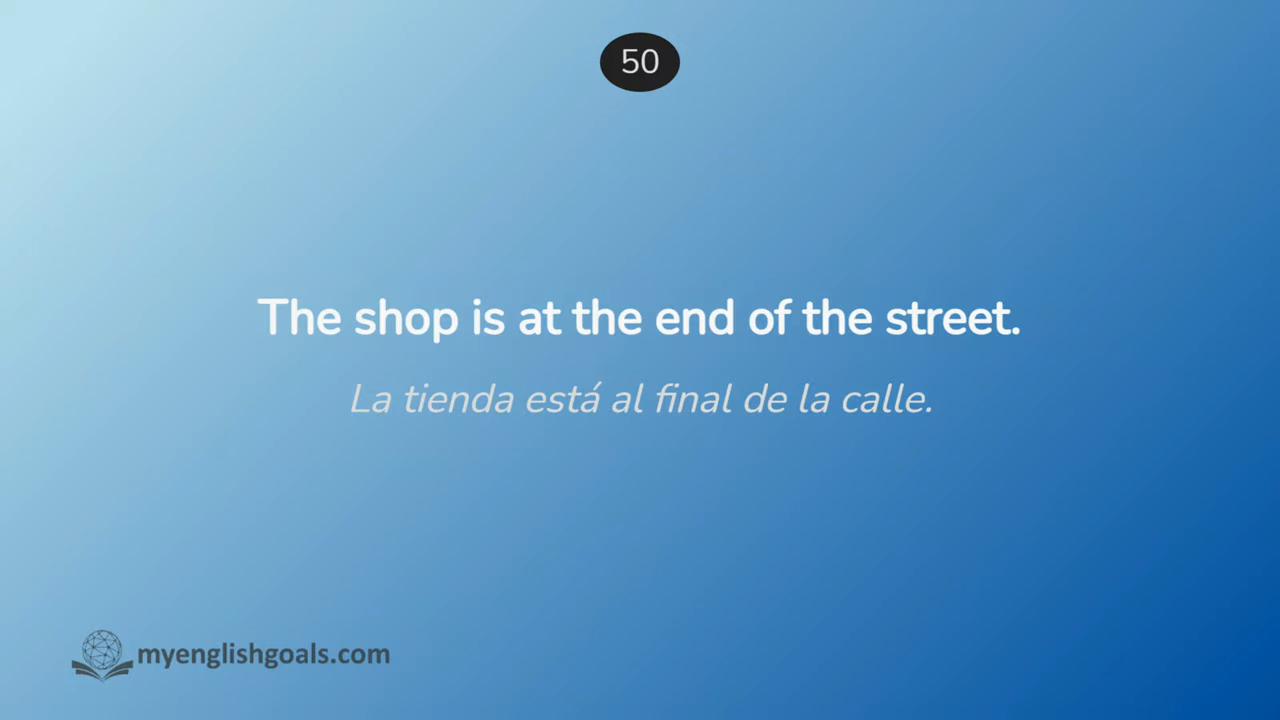 50
The shop is at the end of the street.
La tienda está al final de la calle.
myenglishgoals.com